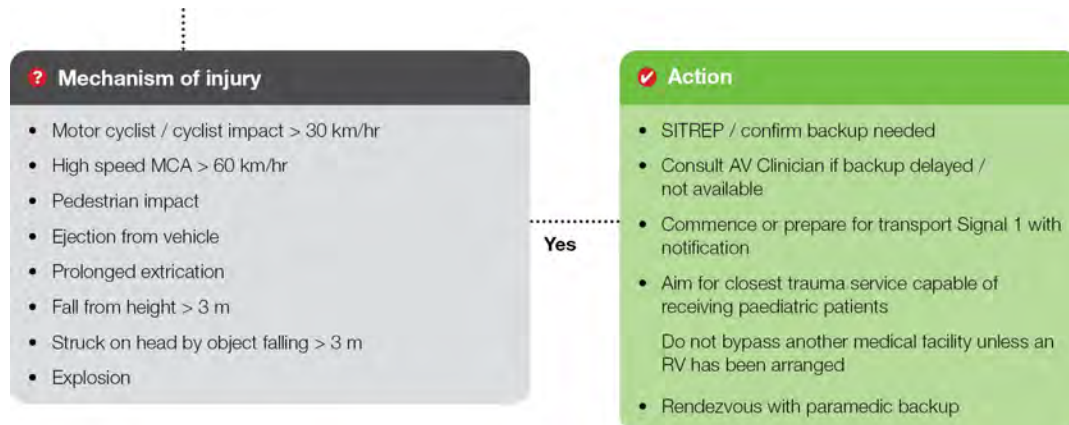 ? Mechanism of injury
• Motor cyclist / cyclist impact > 30 km/hr
• High speed MCA > 60 km/hr
• Pedestrian impact
• Ejection from vehicle
• Prolonged extrication
• Fall from height > 3 m
• Struck on head by object falling > 3 m
• Explosion
Yes
Action
• SITREP / confirm backup needed
• Consult AV Clinician if backup delayed /
not available
• Commence or prepare for transport Signal 1 with
notification
• Aim for closest trauma service capable of
receiving paediatric patients
Do not bypass another medical facility unless an
RV has been arranged
• Rendezvous with paramedic backup